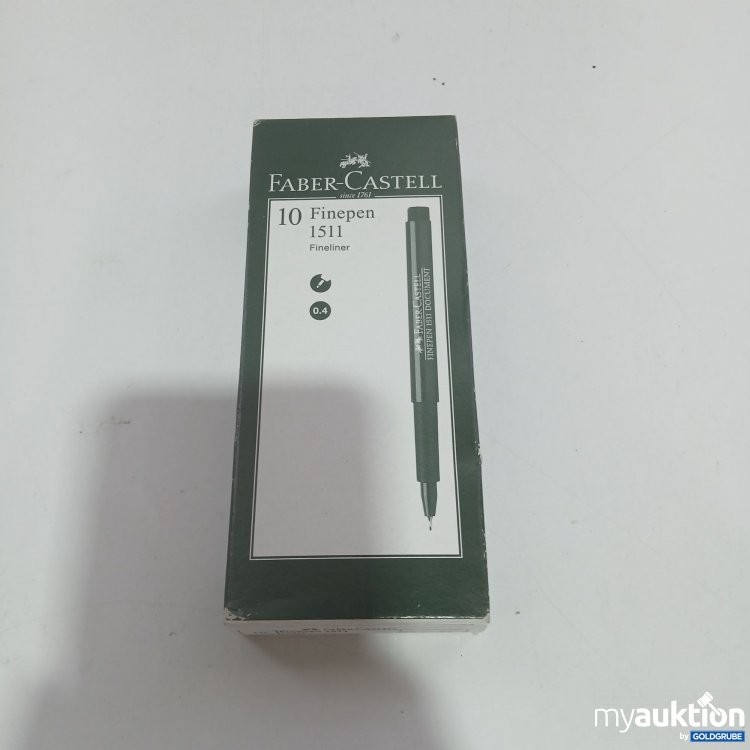 FABER-CASTELL
since 1761
10 Finepen
1511
Fineliner
0.4
FABER-CASTELL
FINEPEN 1511 DOCUMENT
myauktion
by GOLDGRUBE